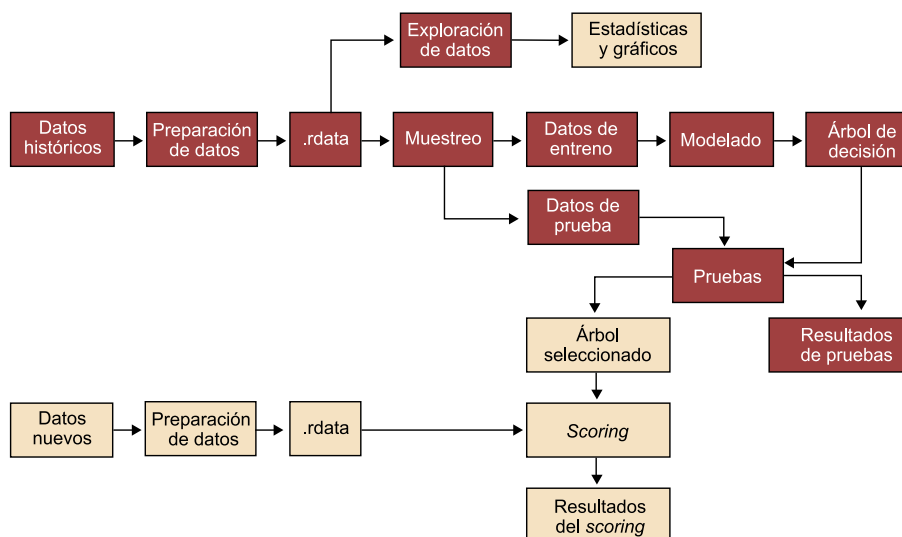 Exploración
de datos
Estadísticas
y gráficos
Datos
históricos
Preparación
de datos
.rdata
Muestreo
Datos de
entreno
Modelado
Árbol de
decisión
Datos de
prueba
Pruebas
Árbol
seleccionado
Resultados
de pruebas
Datos
nuevos
Preparación
de datos
.rdata
Scoring
Resultados
del scoring